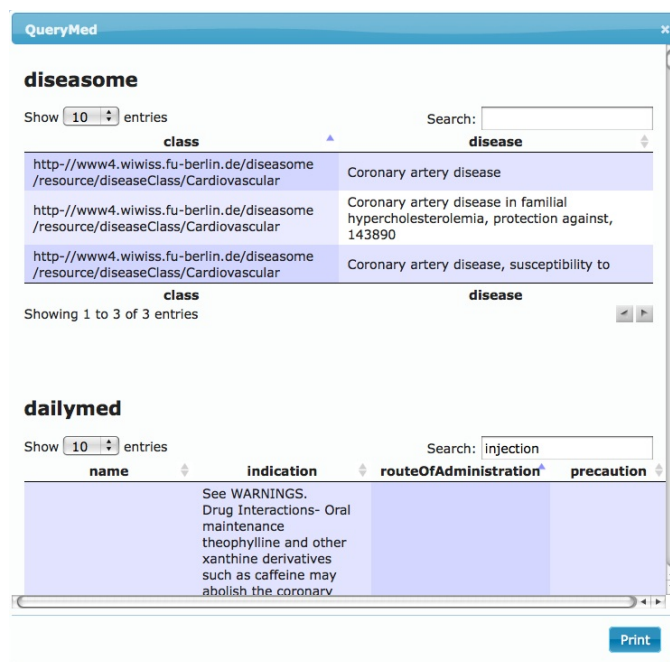 QueryMed
x
diseasome
Show 10 entries
Search:
class disease
http-//www4.wiwiss.fu-berlin.de/diseasome
/resource/diseaseClass/Cardiovascular
Coronary artery disease
http-//www4.wiwiss.fu-berlin.de/diseasome
/resource/diseaseClass/Cardiovascular
Coronary artery disease in familial
hypercholesterolemia, protection against,
143890
http-//www4.wiwiss.fu-berlin.de/diseasome
/resource/diseaseClass/Cardiovascular
Coronary artery disease, susceptibility to
class disease
Showing 1 to 3 of 3 entries
dailymed
Show 10 entries
Search: injection
name indication routeOfAdministration precaution
See WARNINGS.
Drug Interactions- Oral
maintenance
theophylline and other
xanthine derivatives
such as caffeine may
abolish the coronary
Print